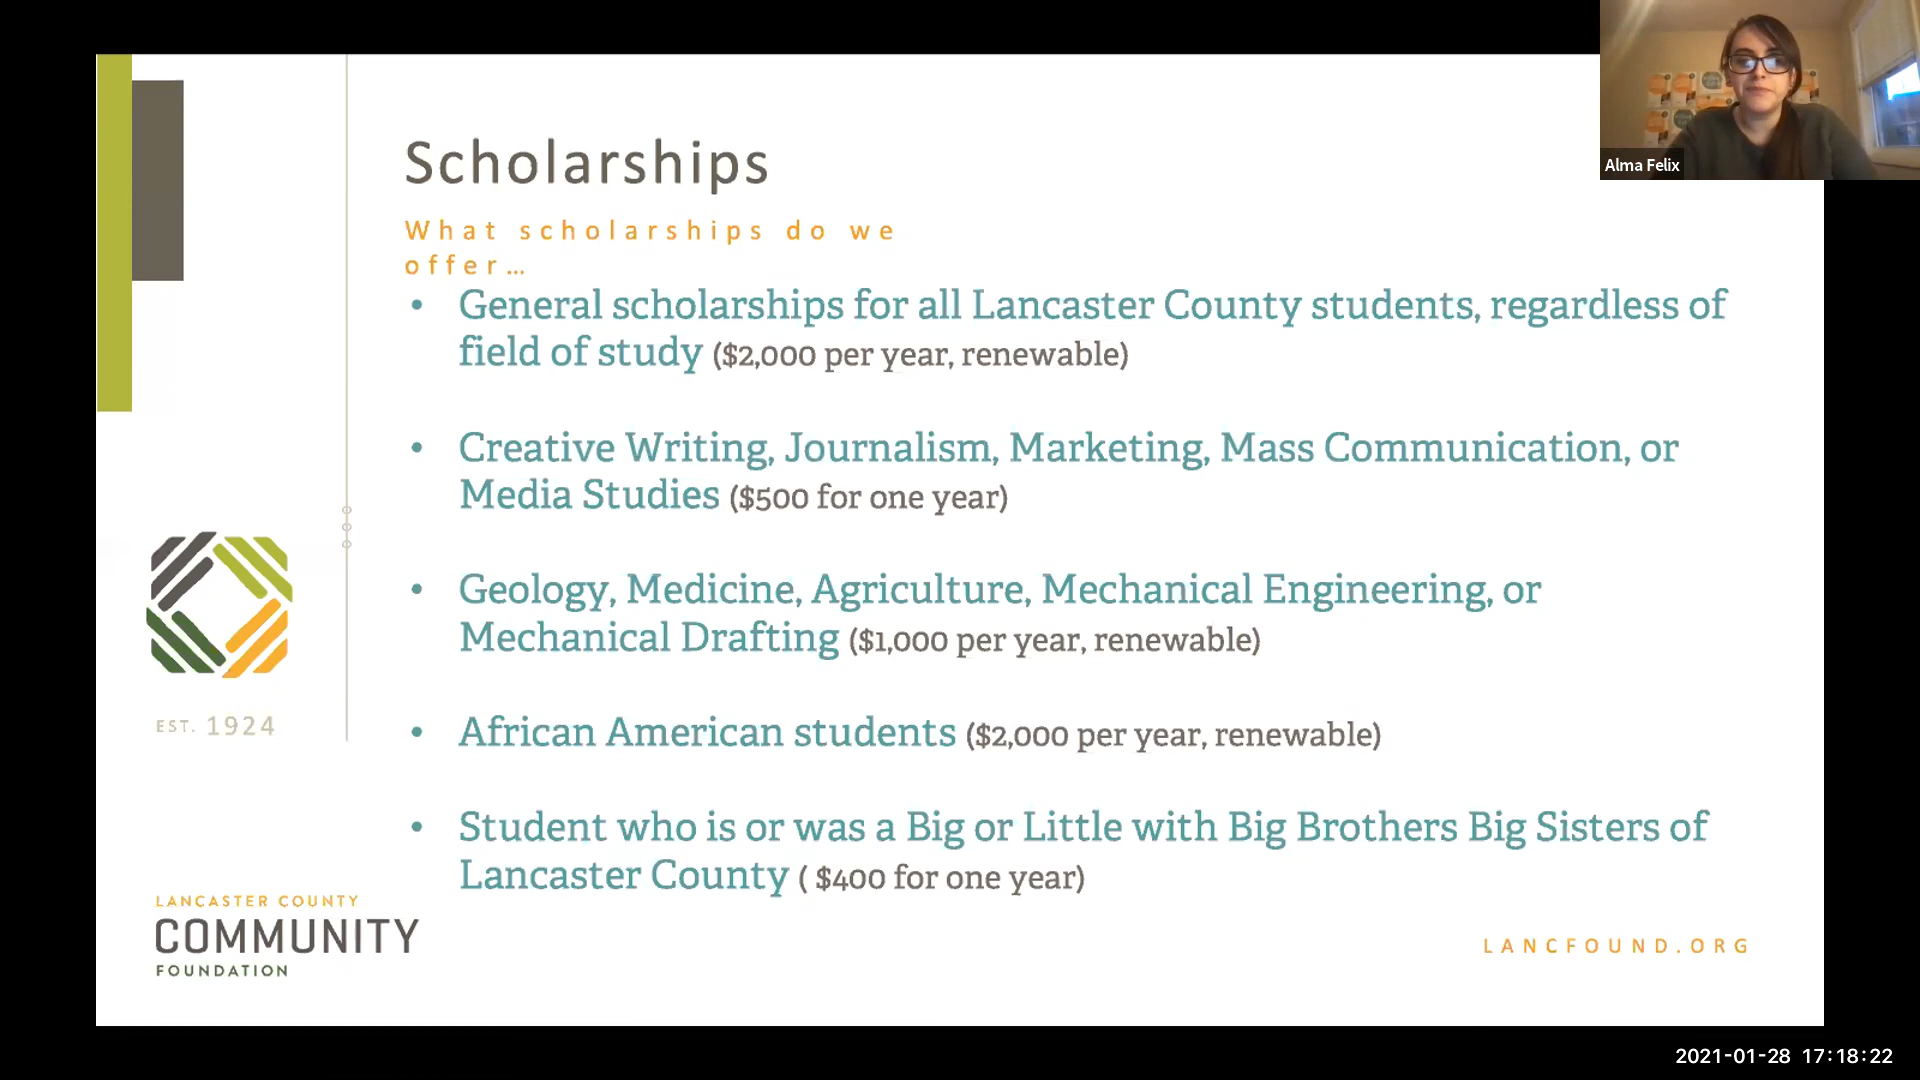 Alma Felix
Scholarships
What scholarships do we
offer…
• General scholarships for all Lancaster County students, regardless of
field of study ($2,000 per year, renewable)
• Creative Writing, Journalism, Marketing, Mass Communication, or
Media Studies ($500 for one year)
• Geology, Medicine, Agriculture, Mechanical Engineering, or
Mechanical Drafting ($1,000 per year, renewable)
• African American students ($2,000 per year, renewable)
• Student who is or was a Big or Little with Big Brothers Big Sisters of
Lancaster County ( $400 for one year)
EST. 1924
LANCASTER COUNTY
COMMUNITY
FOUNDATION
LANCFOUND.ORG
2021-01-28 17:18:22